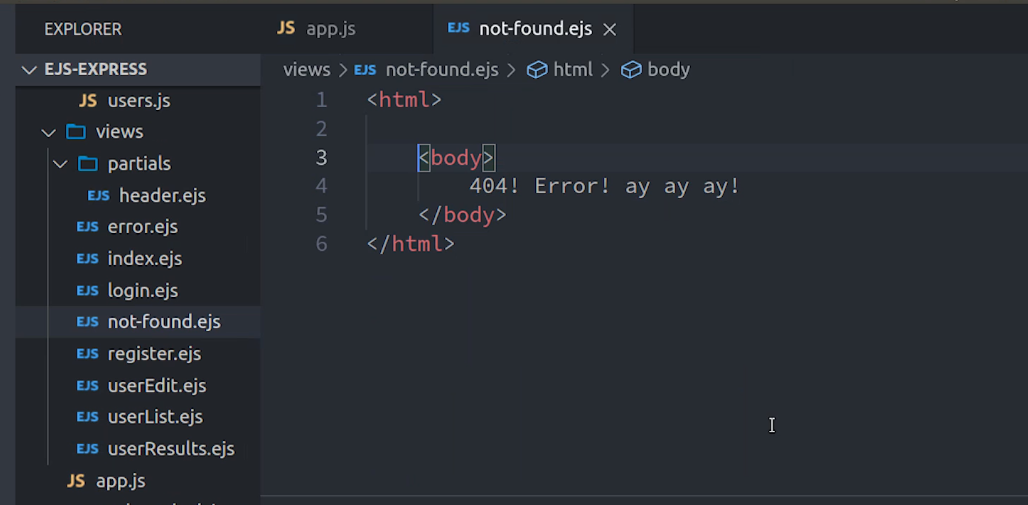 EXPLORER
EJS-EXPRESS
JS users.js
views
partials
EJS header.ejs
EJS error.ejs
EJS index.ejs
EJS login.ejs
EJS not-found.ejs
EJS register.ejs
EJS userEdit.ejs
EJS userList.ejs
EJS userResults.ejs
JS app.js
JS app.js EJS not-found.ejs ×
views > EJS not-found.ejs > html > body
1 <html>
2
3 <body>
4 404! Error! ay ay ay!
5 </body>
6 </html>